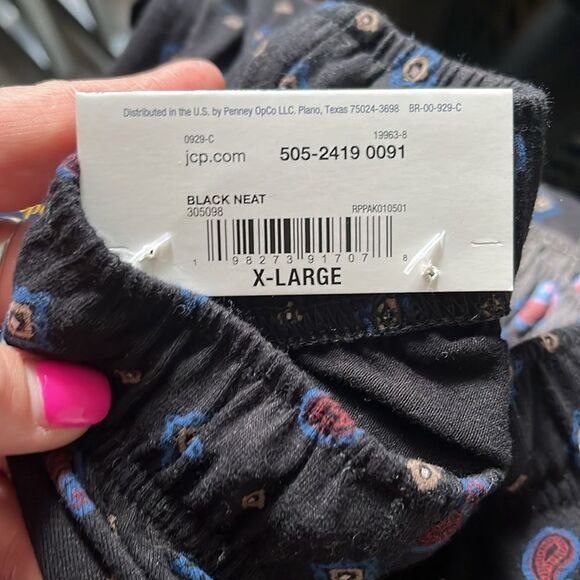 Distributed in the U.S. by Penney OpCo LLC. Plano, Texas 75024-3698 BR-00-929-C
0929-C 19963-8
jcp.com 505-2419 0091
BLACK NEAT
305098 RPPAK010501
1 98273 91707 8
X-LARGE